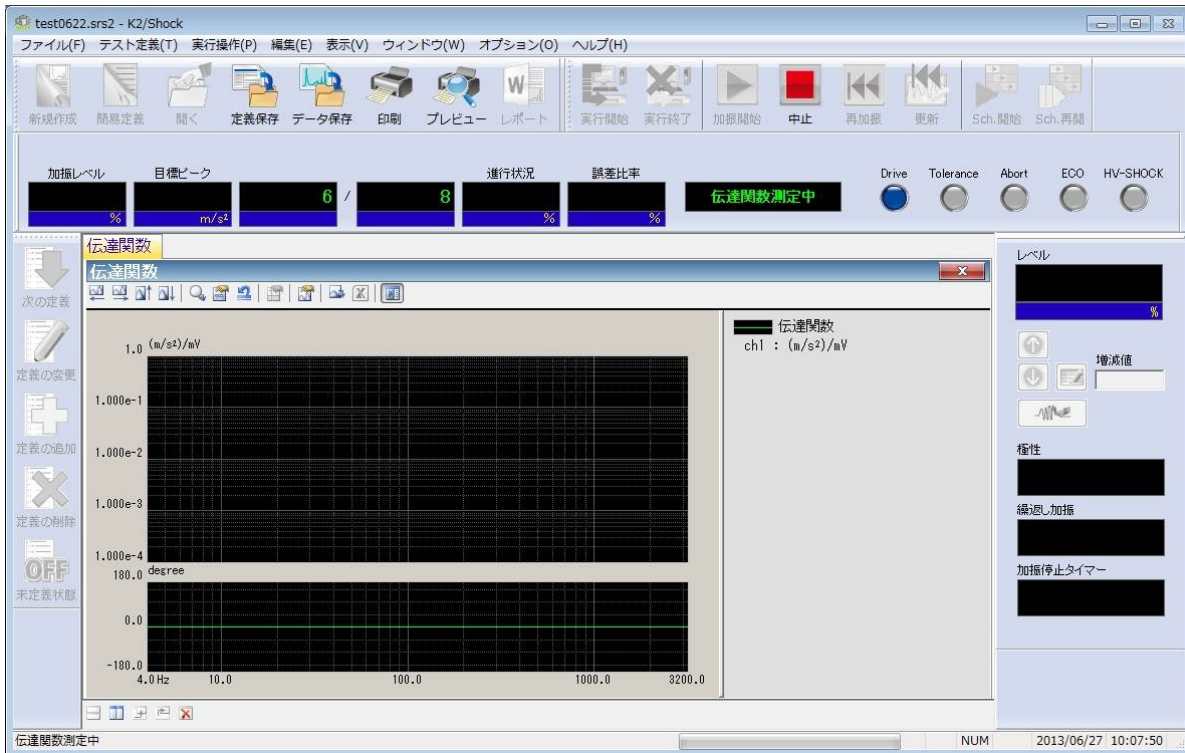 test0622.srs2 - K2/Shock
ファイル(F) テスト定義(T) 実行操作(P) 編集(E) 表示(V) ウィンドウ(W) オプション(O) ヘルプ(H)
新規作成 簡易定義 開く 定義保存 データ保存 印刷 プレビュー レポート 実行開始 実行終了 加振開始 中止 再加振 更新 Sch.開始 Sch.再開
加振レベル 目標ピーク 進行状況 誤差比率 Drive Tolerance Abort ECO HV-SHOCK
6 / 8 伝達関数測定中
% m/s² % %
伝達関数
伝達関数
次の定義
定義の変更
定義の追加
定義の削除
OFF
未定義状態
1.0 (m/s²)/mV
1.000e-1
1.000e-2
1.000e-3
1.000e-4
180.0 degree
0.0
-180.0
4.0 Hz 10.0 100.0 1000.0 3200.0
伝達関数
ch1 : (m/s²)/mV
レベル
%
増減値
極性
繰返し加振
加振停止タイマー
伝達関数測定中 NUM 2013/06/27 10:07:50